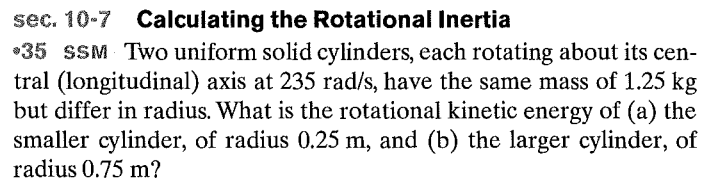 sec. 10-7 Calculating the Rotational Inertia
•35 SSM Two uniform solid cylinders, each rotating about its cen-
tral (longitudinal) axis at 235 rad/s, have the same mass of 1.25 kg
but differ in radius. What is the rotational kinetic energy of (a) the
smaller cylinder, of radius 0.25 m, and (b) the larger cylinder, of
radius 0.75 m?